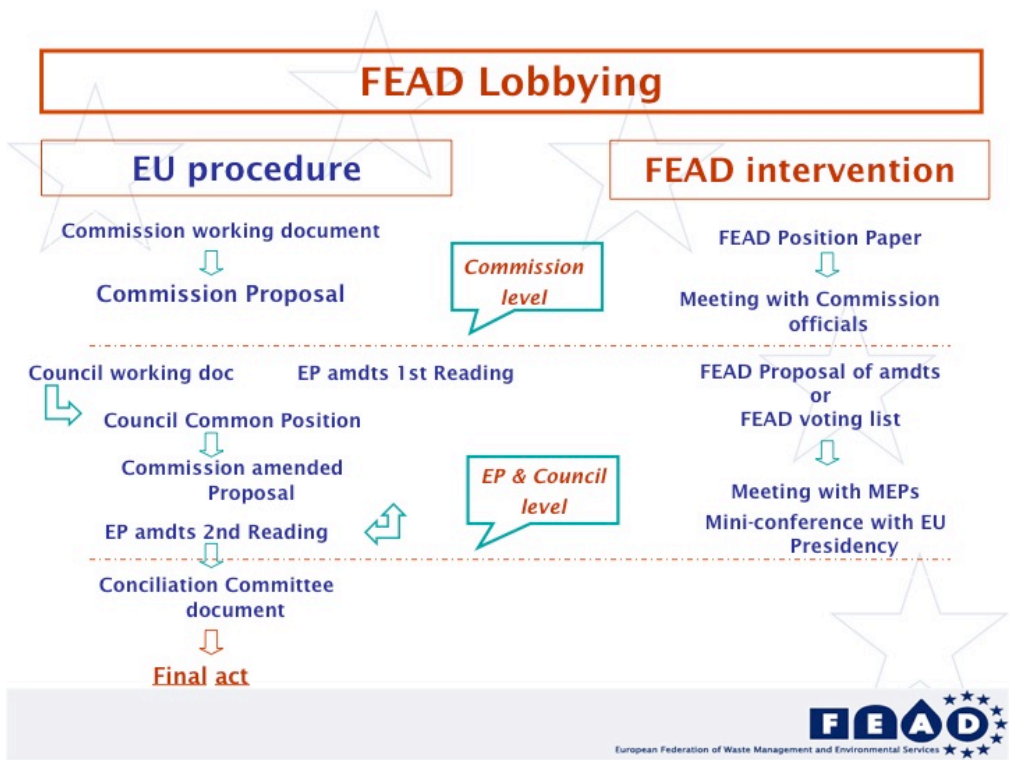 FEAD Lobbying
EU procedure
FEAD intervention
Commission working document
Commission Proposal
Commission
level
FEAD Position Paper
Meeting with Commission
officials
Council working doc
EP amdts 1st Reading
Council Common Position
Commission amended
Proposal
EP amdts 2nd Reading
EP & Council
level
FEAD Proposal of amdts
or
FEAD voting list
Meeting with MEPs
Mini-conference with EU
Presidency
Conciliation Committee
document
Final act
FEAD
European Federation of Waste Management and Environmental Services